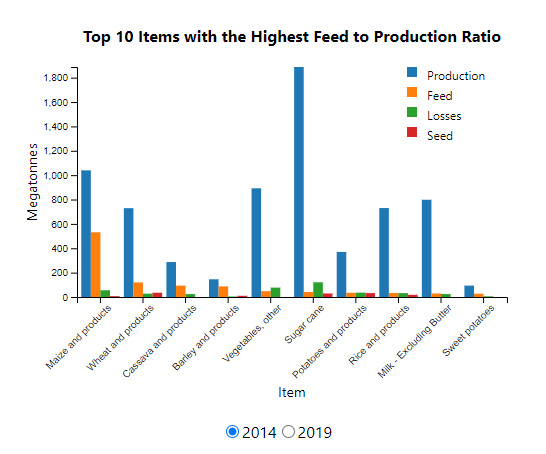 Top 10 Items with the Highest Feed to Production Ratio
1,800
1,600
1,400
1,200
1,000
800
600
400
200
0
Megatonnes
Production
Feed
Losses
Seed
Maize and products
Wheat and products
Cassava and products
Barley and products
Vegetables, other
Sugar cane
Potatoes and products
Rice and products
Milk - Excluding Butter
Sweet potatoes
Item
2014 2019